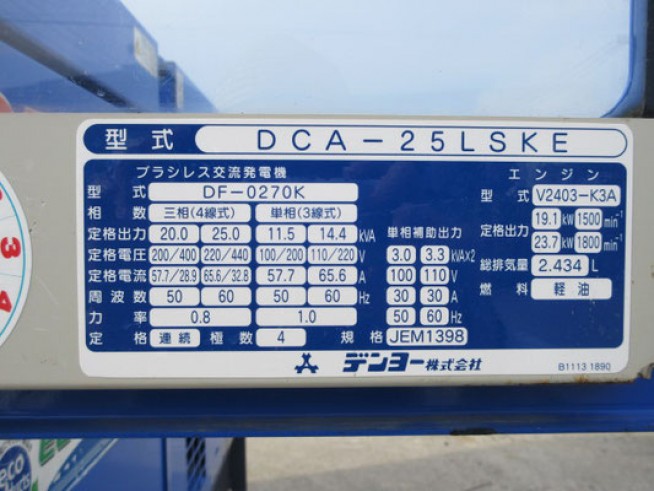 型式 DCA-25LSKE
ブラシレス交流発電機
型式 DF-0270K
相数 三相(4線式) 単相(3線式)
定格出力 20.0 25.0 11.5 14.4 kVA
定格電圧 200/400 220/440 100/200 110/220 V
定格電流 57.7/28.9 65.6/32.8 57.7 65.6 A
周波数 50 60 50 60 Hz
力率 0.8 1.0
定格 連続 極数 4 規格 JEM1398
単相補助出力
3.0 3.3 kVA×2
100 110 V
30 30 A
50 60 Hz
エンジン
型式 V2403-K3A
定格出力 19.1 kW 1500 min⁻¹
23.7 kW 1800 min⁻¹
総排気量 2.434 L
燃料 軽油
デンヨー株式会社
B1113 1890
3
4
eco